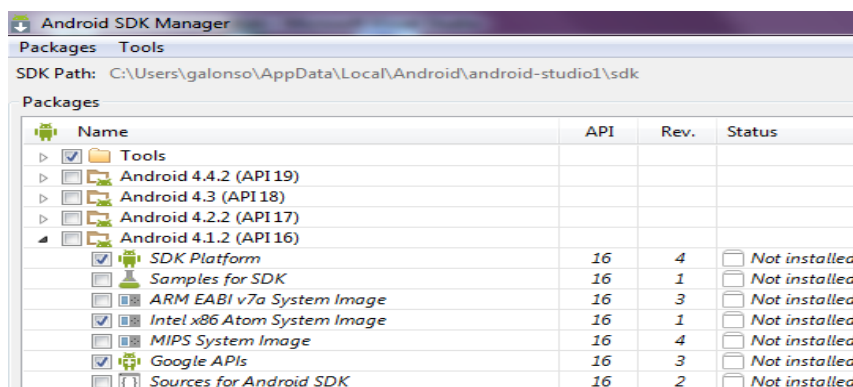 Android SDK Manager
Packages Tools
SDK Path: C:\Users\galonso\AppData\Local\Android\android-studio1\sdk
Packages
Name API Rev. Status
Tools
Android 4.4.2 (API 19)
Android 4.3 (API 18)
Android 4.2.2 (API 17)
Android 4.1.2 (API 16)
SDK Platform 16 4 Not installed
Samples for SDK 16 1 Not installed
ARM EABI v7a System Image 16 3 Not installed
Intel x86 Atom System Image 16 1 Not installed
MIPS System Image 16 4 Not installed
Google APIs 16 3 Not installed
Sources for Android SDK 16 2 Not installed